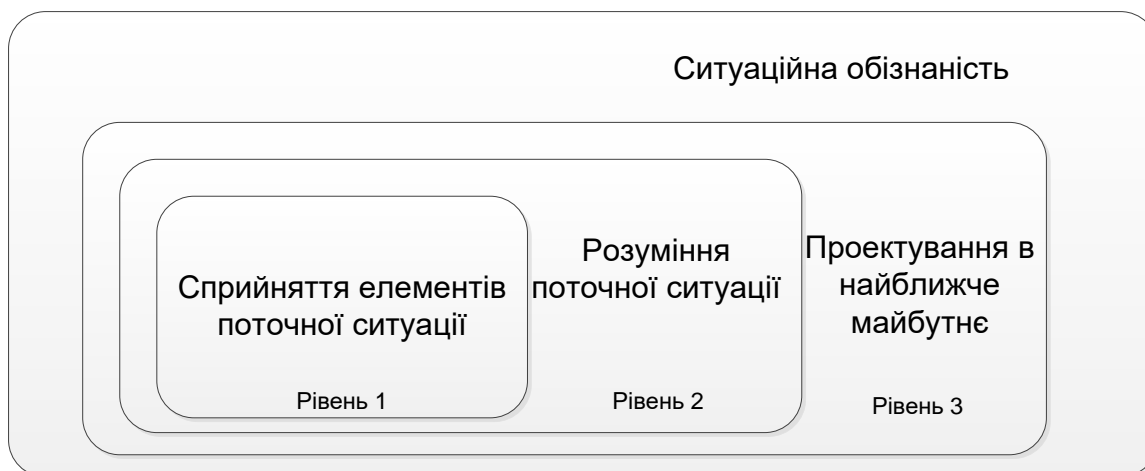 Ситуаційна обізнаність
Сприйняття елементів
поточної ситуації
Рівень 1
Розуміння
поточної ситуації
Рівень 2
Проектування в
найближче
майбутнє
Рівень 3